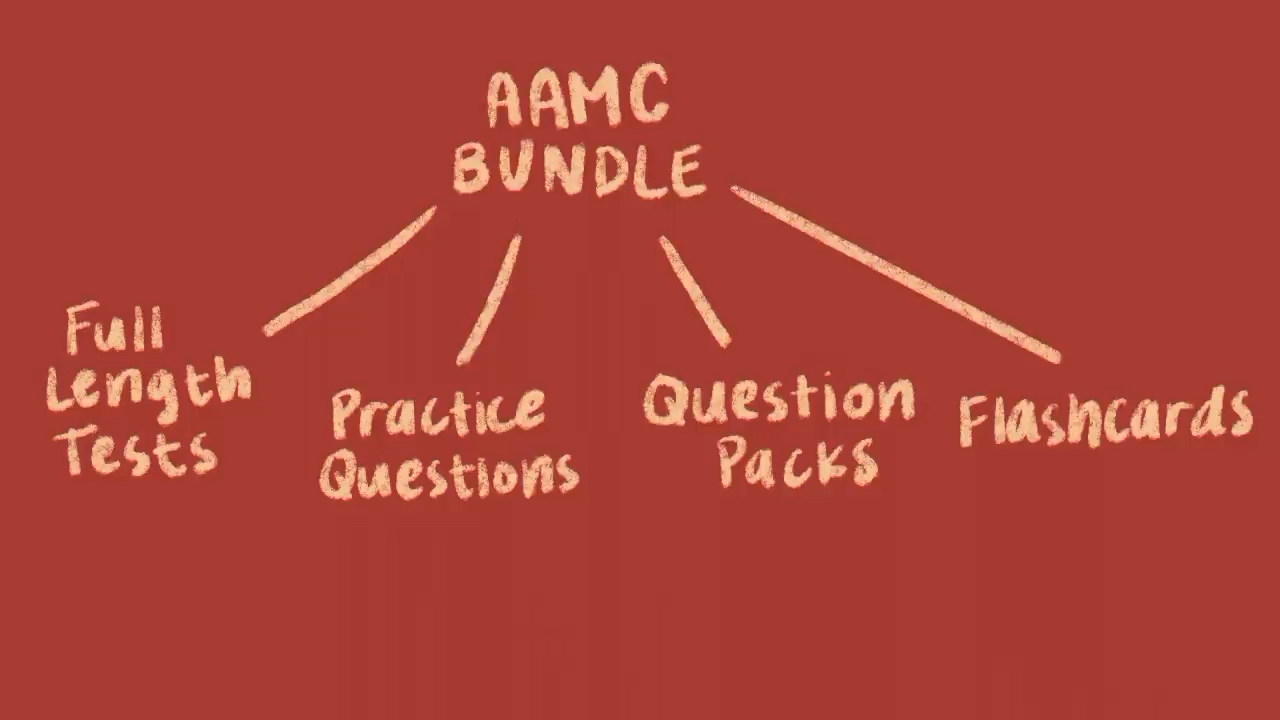 AAMC
BUNDLE
Full
Length
Tests
Practice
Questions
Question
Packs
Flashcards